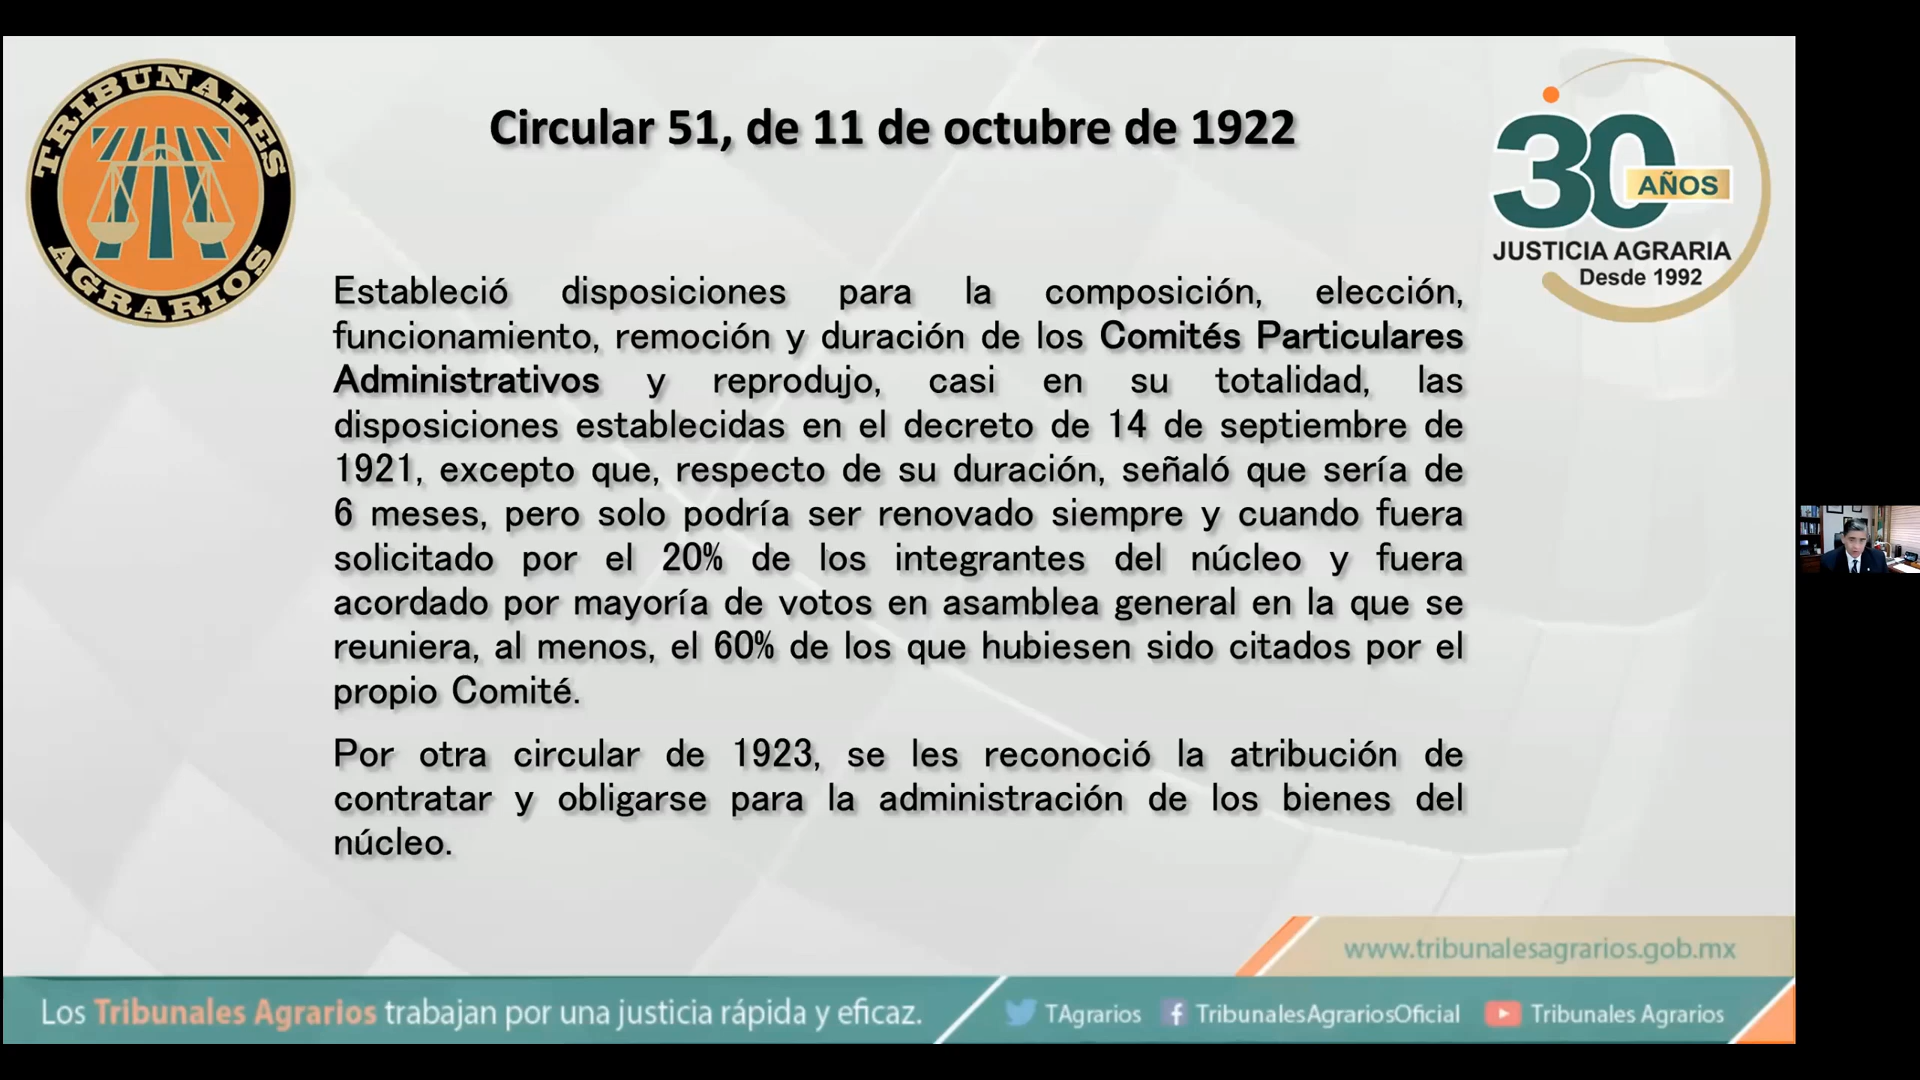 TRIBUNALES
AGRARIOS
Circular 51, de 11 de octubre de 1922
30
AÑOS
JUSTICIA AGRARIA
Desde 1992
Estableció disposiciones para la composición, elección,
funcionamiento, remoción y duración de los Comités Particulares
Administrativos y reprodujo, casi en su totalidad, las
disposiciones establecidas en el decreto de 14 de septiembre de
1921, excepto que, respecto de su duración, señaló que sería de
6 meses, pero solo podría ser renovado siempre y cuando fuera
solicitado por el 20% de los integrantes del núcleo y fuera
acordado por mayoría de votos en asamblea general en la que se
reuniera, al menos, el 60% de los que hubiesen sido citados por el
propio Comité.
Por otra circular de 1923, se les reconoció la atribución de
contratar y obligarse para la administración de los bienes del
núcleo.
www.tribunalesagrarios.gob.mx
Los Tribunales Agrarios trabajan por una justicia rápida y eficaz.
TAgrarios
TribunalesAgrariosOficial
Tribunales Agrarios